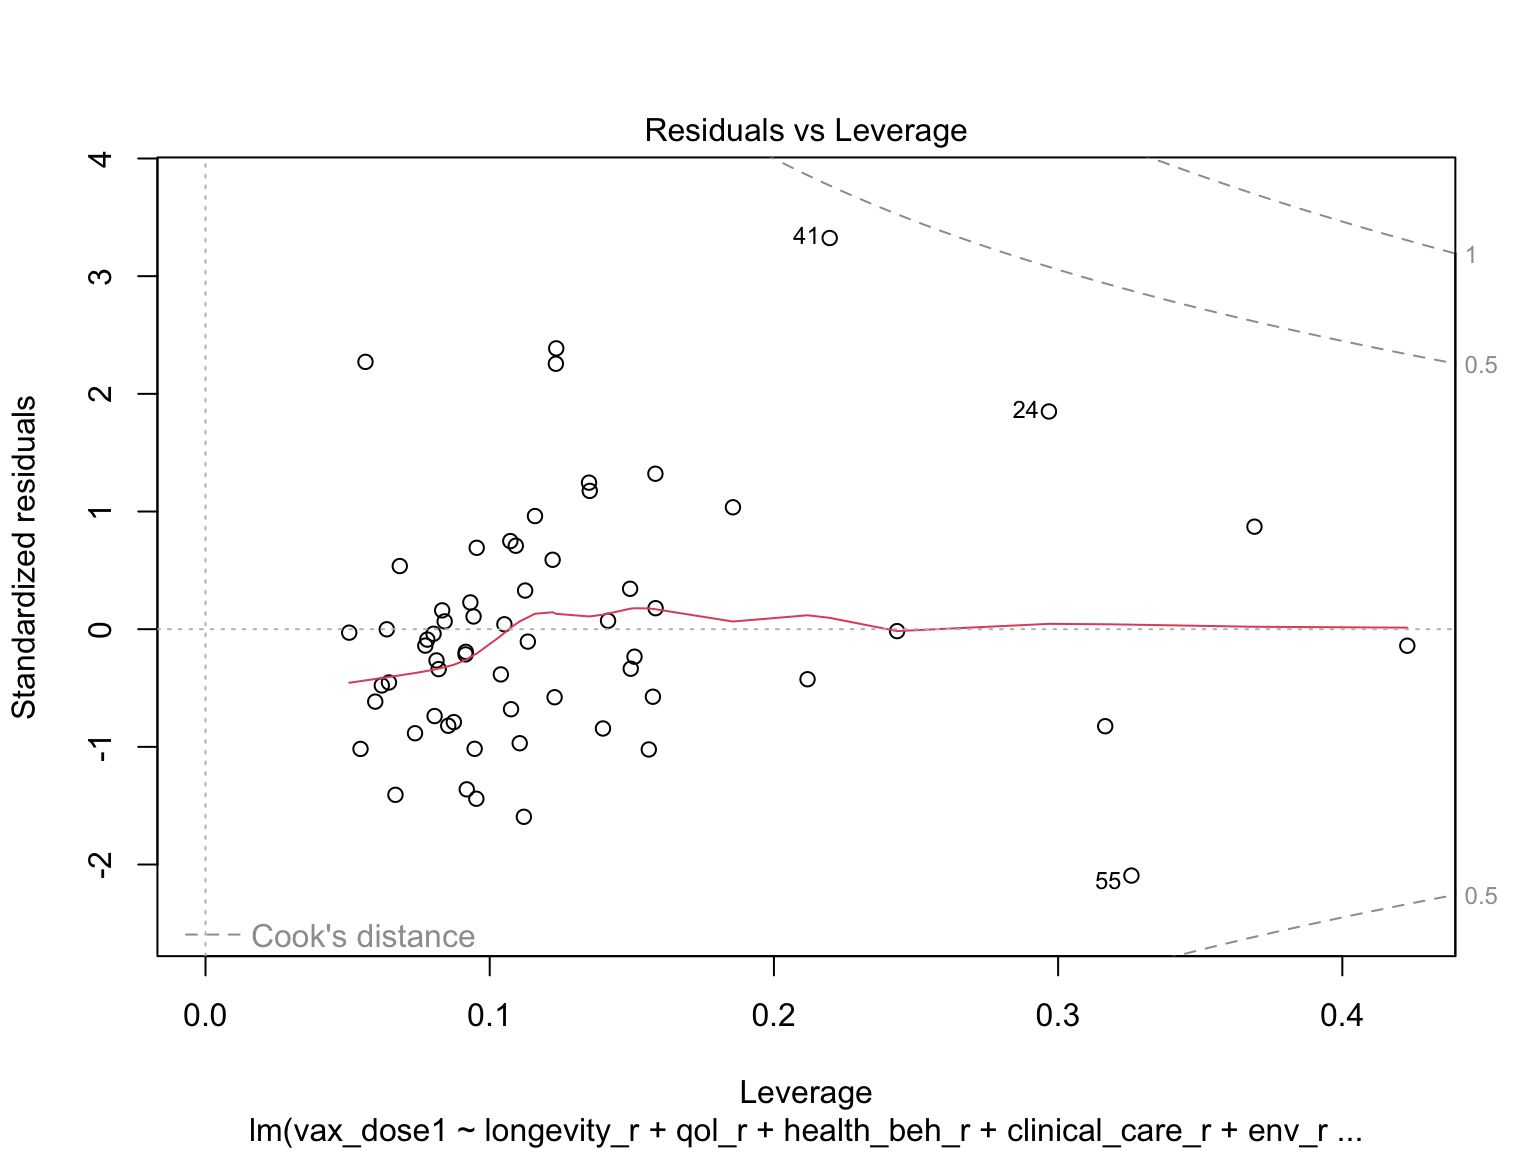 Residuals vs Leverage
Standardized residuals
4
3
2
1
0
-1
-2
41
24
55
1
0.5
0.5
Cook's distance
0.0 0.1 0.2 0.3 0.4
Leverage
lm(vax_dose1 ~ longevity_r + qol_r + health_beh_r + clinical_care_r + env_r ...